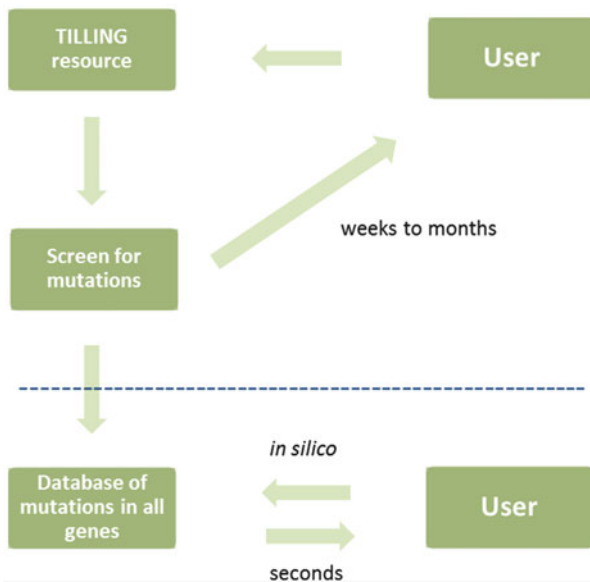 TILLING
resource
User
weeks to months
Screen for
mutations
in silico
Database of
mutations in all
genes
User
seconds